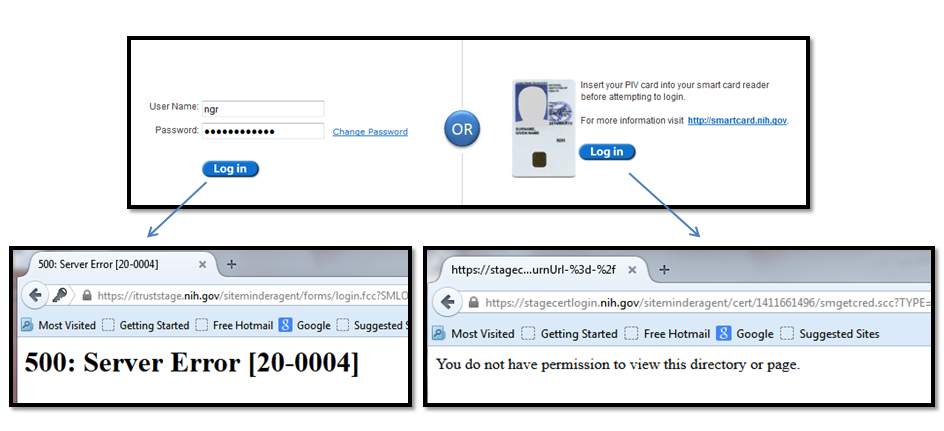 Insert your PIV card into your smart card reader
before attempting to login.
User Name: ngr
For more information visit http://smartcard.nih.gov.
Password: ●●●●●●●●●●●● Change Password
OR
SURNAME,
GIVEN NAME
NIH
Log in
Log in
500: Server Error [20-0004] × +
https://itruststage.nih.gov/siteminderagent/forms/login.fcc?SMLO
Most Visited Getting Started Free Hotmail Google Suggested S
500: Server Error [20-0004]
https://stagec...urnUrl-%3d-%2f × +
https://stagecertlogin.nih.gov/siteminderagent/cert/1411661496/smgetcred.scc?TYPE=
Most Visited Getting Started Free Hotmail Google Suggested Sites
You do not have permission to view this directory or page.